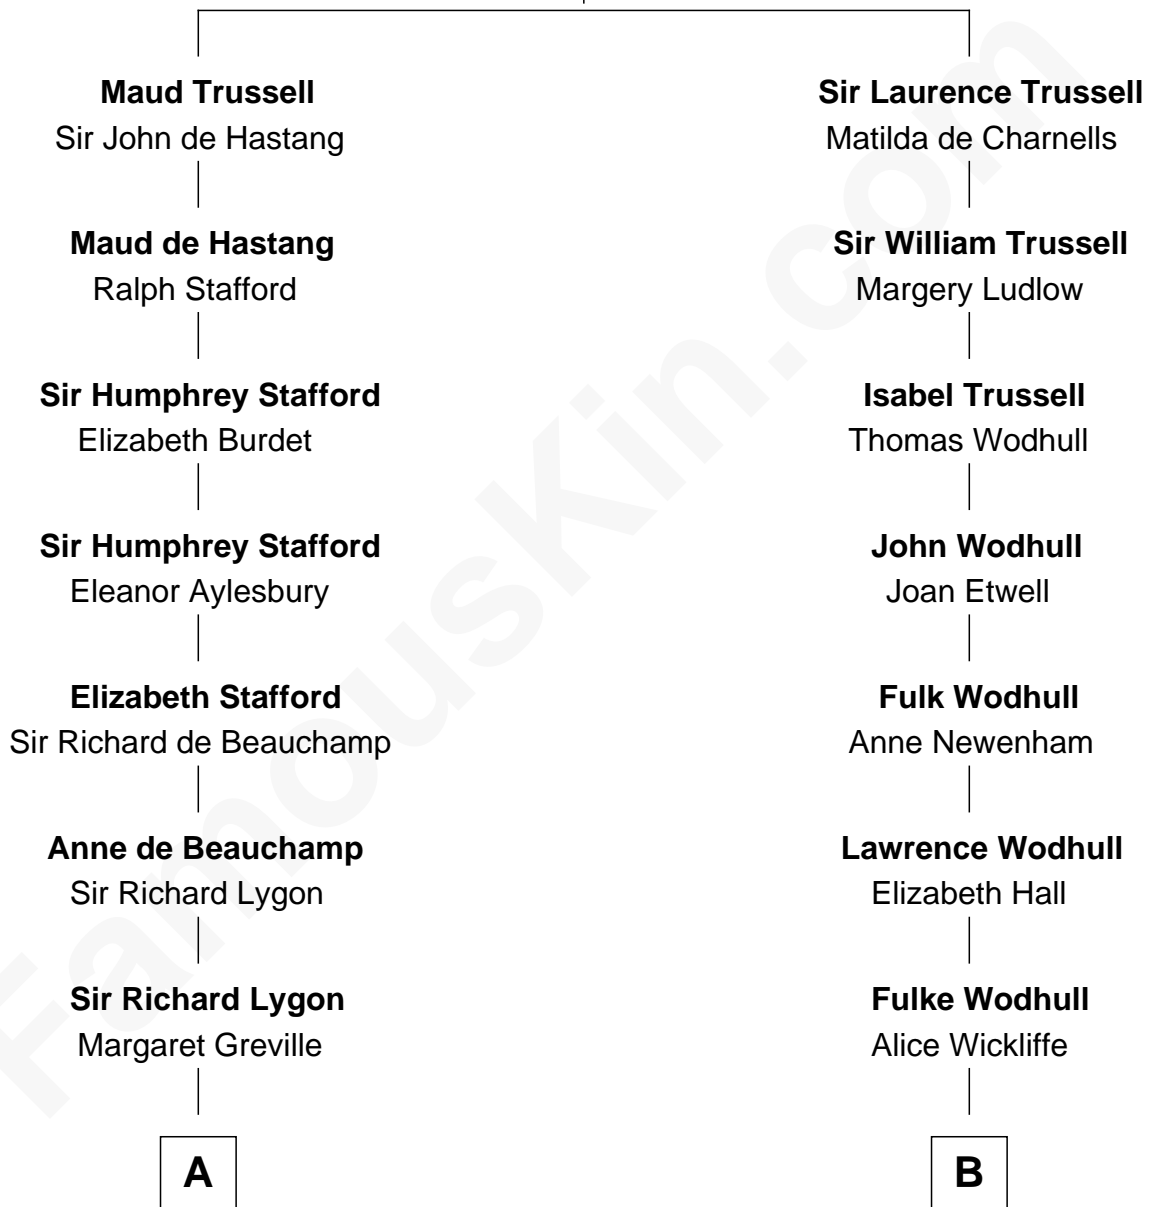 Maud Trussell
Sir John de Hastang
Sir Laurence Trussell
Matilda de Charnells
Maud de Hastang
Ralph Stafford
Sir William Trussell
Margery Ludlow
Sir Humphrey Stafford
Elizabeth Burdet
Isabel Trussell
Thomas Wodhull
Sir Humphrey Stafford
Eleanor Aylesbury
John Wodhull
Joan Etwell
Elizabeth Stafford
Sir Richard de Beauchamp
Fulk Wodhull
Anne Newenham
Anne de Beauchamp
Sir Richard Lygon
Lawrence Wodhull
Elizabeth Hall
Sir Richard Lygon
Margaret Greville
Fulke Wodhull
Alice Wickliffe
A
B
FamousKin.com